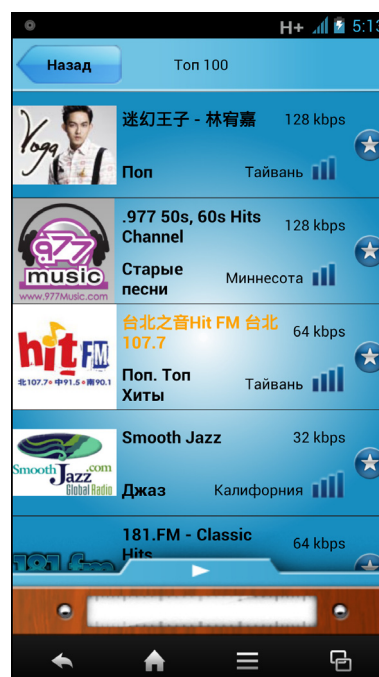 H+ 5:13
Назад
Топ 100
Yoga
迷幻王子 - 林宥嘉
128 kbps
Поп
Тайвань
977
music
www.977Music.com
.977 50s, 60s Hits
Channel
128 kbps
Старые
песни
Миннесота
hit FM
北107.7 中91.5 南90.1
台北之音Hit FM 台北
107.7
64 kbps
Поп. Топ
Хиты
Тайвань
Smooth Jazz.com
Global Radio
Smooth Jazz
32 kbps
Джаз
Калифорния
181.fm
181.FM - Classic
Hits
64 kbps